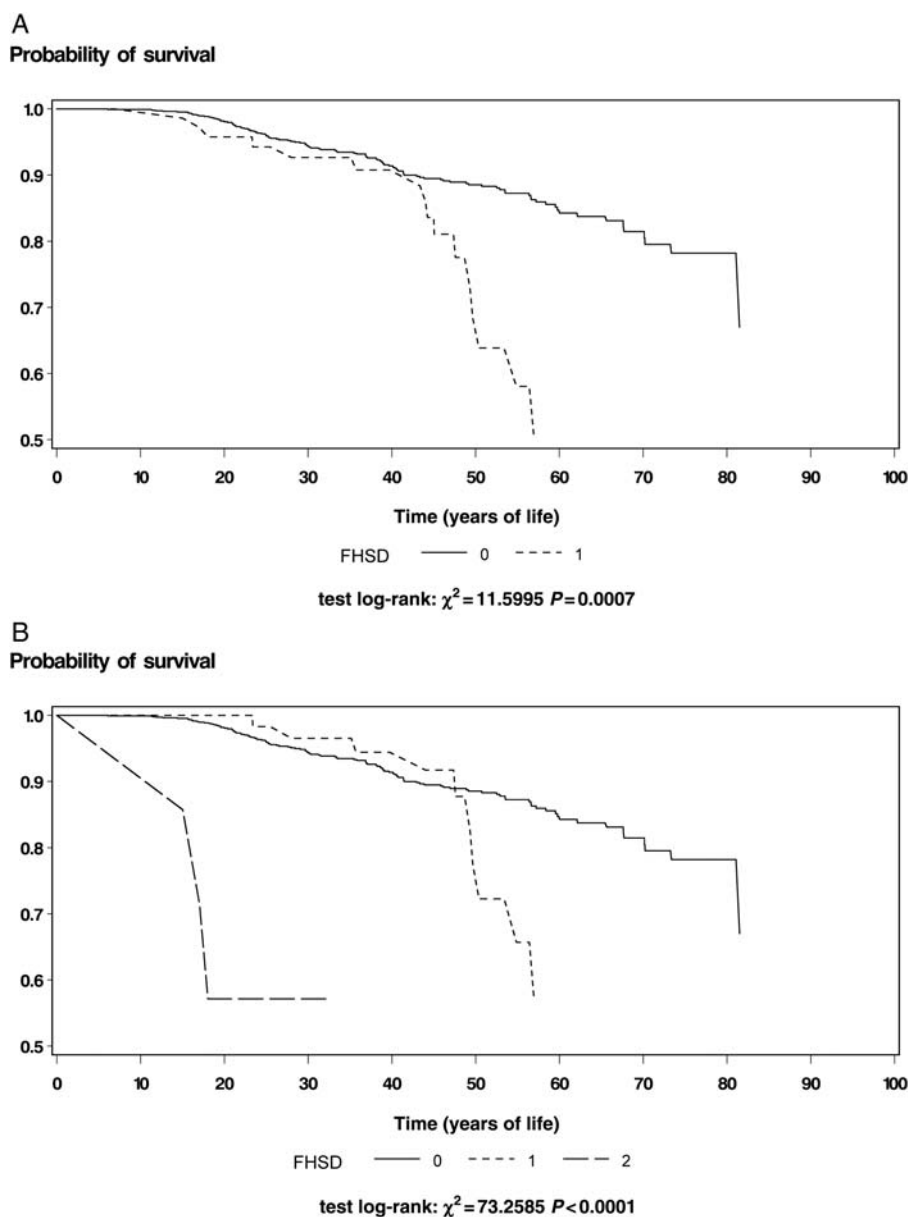 A
Probability of survival
1.0
0.9
0.8
0.7
0.6
0.5
0 10 20 30 40 50 60 70 80 90 100
Time (years of life)
FHSD 0 1
test log-rank: χ²=11.5995 P=0.0007
B
Probability of survival
1.0
0.9
0.8
0.7
0.6
0.5
0 10 20 30 40 50 60 70 80 90 100
Time (years of life)
FHSD 0 1 2
test log-rank: χ²=73.2585 P<0.0001